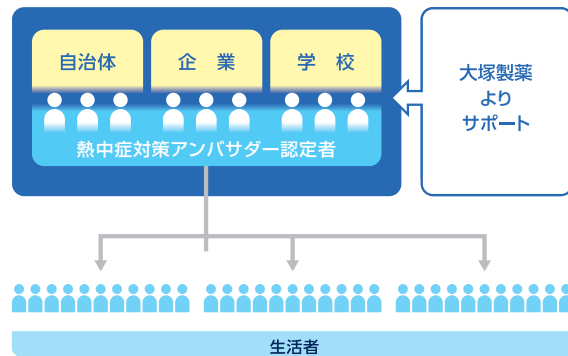 自治体
企業
学校
熱中症対策アンバサダー認定者
大塚製薬
より
サポート
生活者